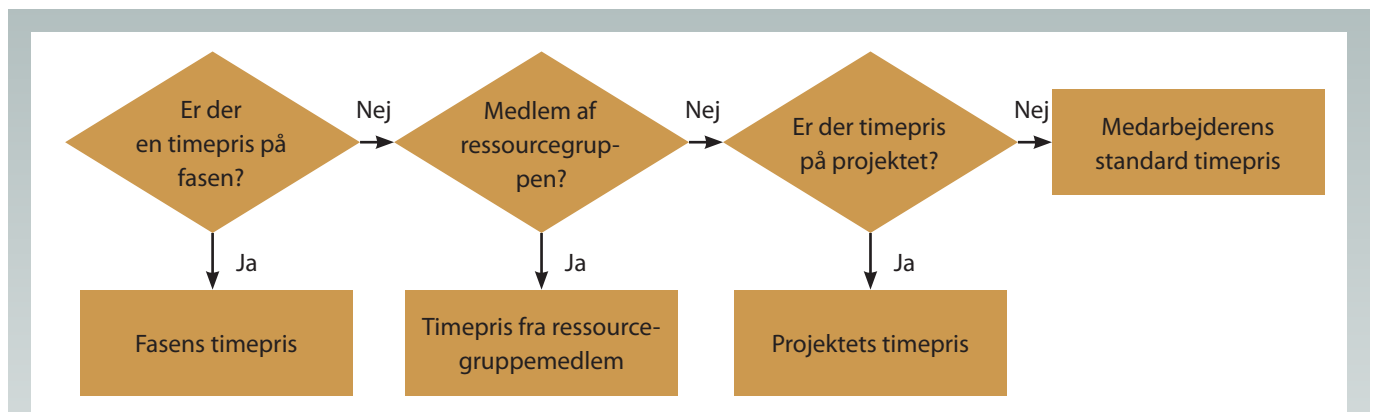 Er der
en timepris på
fasen?
Nej
Medlem af
ressourcegrup-
pen?
Nej
Er der timepris
på projektet?
Nej
Medarbejderens
standard timepris
Ja
Ja
Ja
Fasens timepris
Timepris fra ressource-
gruppemedlem
Projektets timepris